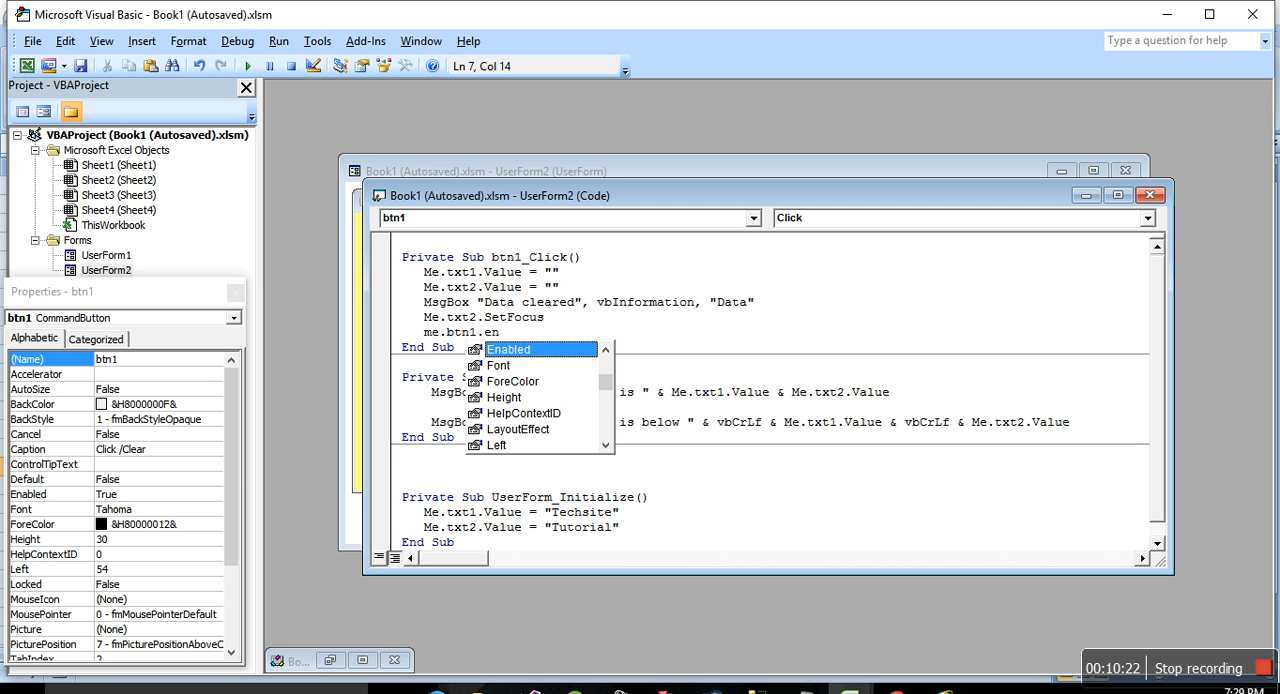 Microsoft Visual Basic - Book1 (Autosaved).xlsm
File Edit View Insert Format Debug Run Tools Add-Ins Window Help
Type a question for help
Ln 7, Col 14
Project - VBAProject
VBAProject (Book1 (Autosaved).xlsm)
Microsoft Excel Objects
Sheet1 (Sheet1)
Sheet2 (Sheet2)
Sheet3 (Sheet3)
Sheet4 (Sheet4)
ThisWorkbook
Forms
UserForm1
UserForm2
Properties - btn1
btn1 CommandButton
Alphabetic Categorized
(Name) btn1
Accelerator
AutoSize False
BackColor &H8000000F&
BackStyle 1 - fmBackStyleOpaque
Cancel False
Caption Click /Clear
ControlTipText
Default False
Enabled True
Font Tahoma
ForeColor &H80000012&
Height 30
HelpContextID 0
Left 54
Locked False
MouseIcon (None)
MousePointer 0 - fmMousePointerDefault
Picture (None)
PicturePosition 7 - fmPicturePositionAboveC
TabIndex 2
Book1 (Autosaved).xlsm - UserForm2 (UserForm)
Book1 (Autosaved).xlsm - UserForm2 (Code)
btn1 Click
Private Sub btn1_Click()
Me.txt1.Value = ""
Me.txt2.Value = ""
MsgBox "Data cleared", vbInformation, "Data"
Me.txt2.SetFocus
me.btn1.en
End Sub
Enabled
Font
ForeColor
Height
HelpContextID
LayoutEffect
Left
Private S
MsgBo is " & Me.txt1.Value & Me.txt2.Value
MsgBo is below " & vbCrLf & Me.txt1.Value & vbCrLf & Me.txt2.Value
End Sub
Private Sub UserForm_Initialize()
Me.txt1.Value = "Techsite"
Me.txt2.Value = "Tutorial"
End Sub
Bo...
00:10:22 Stop recording
7:29 PM